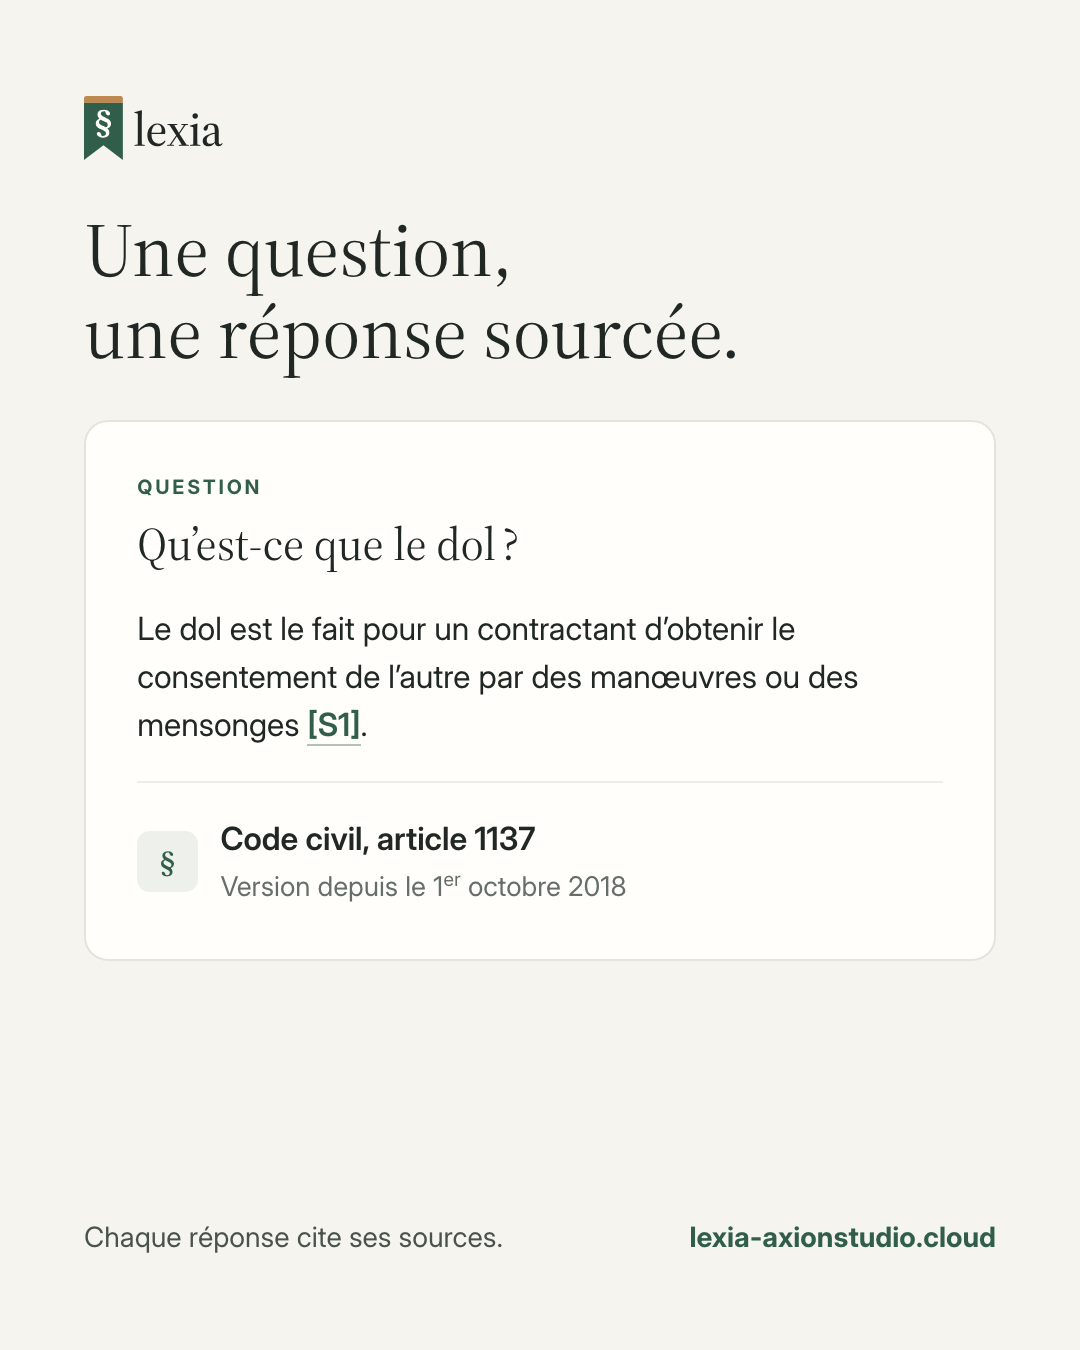 § lexia
Une question,
une réponse sourcée.
QUESTION
Qu’est-ce que le dol ?
Le dol est le fait pour un contractant d’obtenir le
consentement de l’autre par des manœuvres ou des
mensonges [S1].
§
Code civil, article 1137
Version depuis le 1er octobre 2018
Chaque réponse cite ses sources.
lexia-axionstudio.cloud